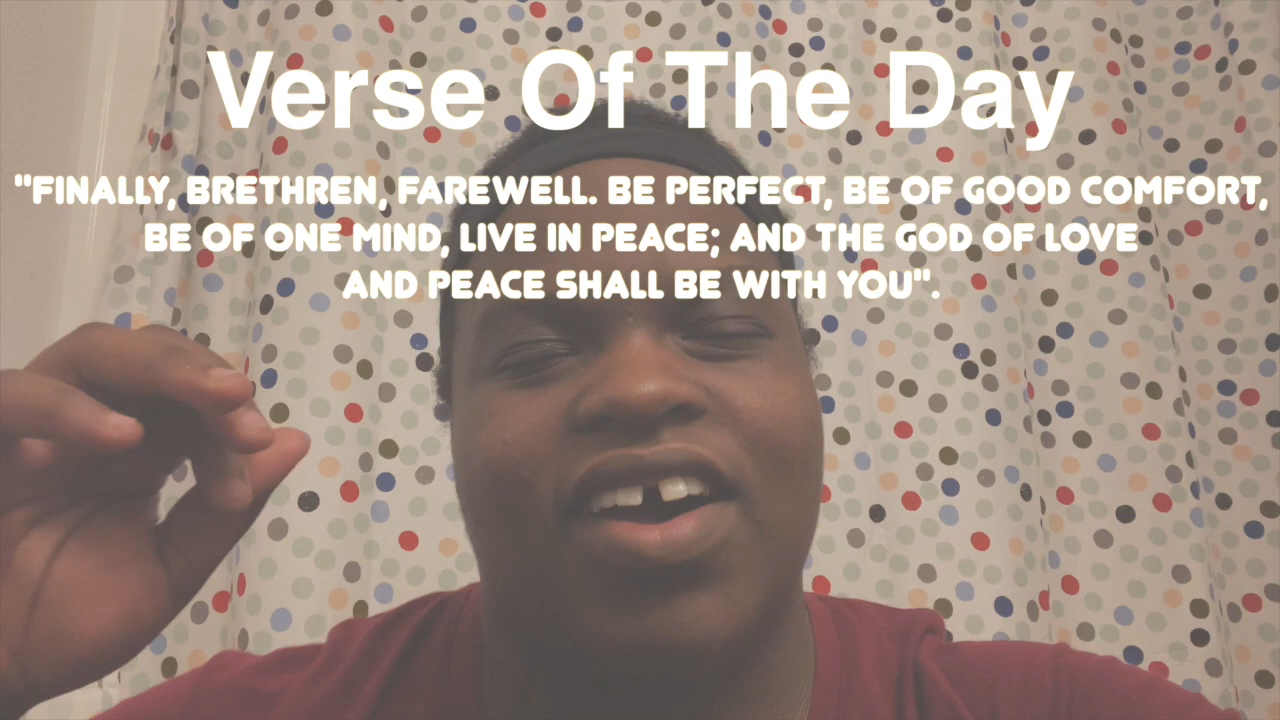 Verse Of The Day
"FINALLY, BRETHREN, FAREWELL. BE PERFECT, BE OF GOOD COMFORT,
BE OF ONE MIND, LIVE IN PEACE; AND THE GOD OF LOVE
AND PEACE SHALL BE WITH YOU".